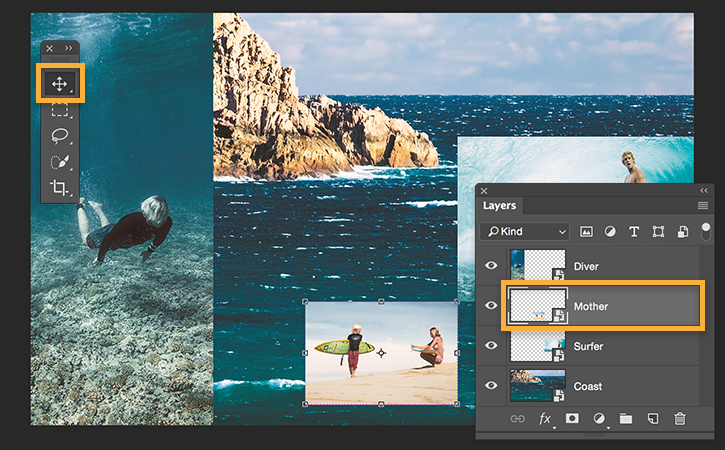 Layers
Kind
Diver
Mother
Surfer
Coast
fx